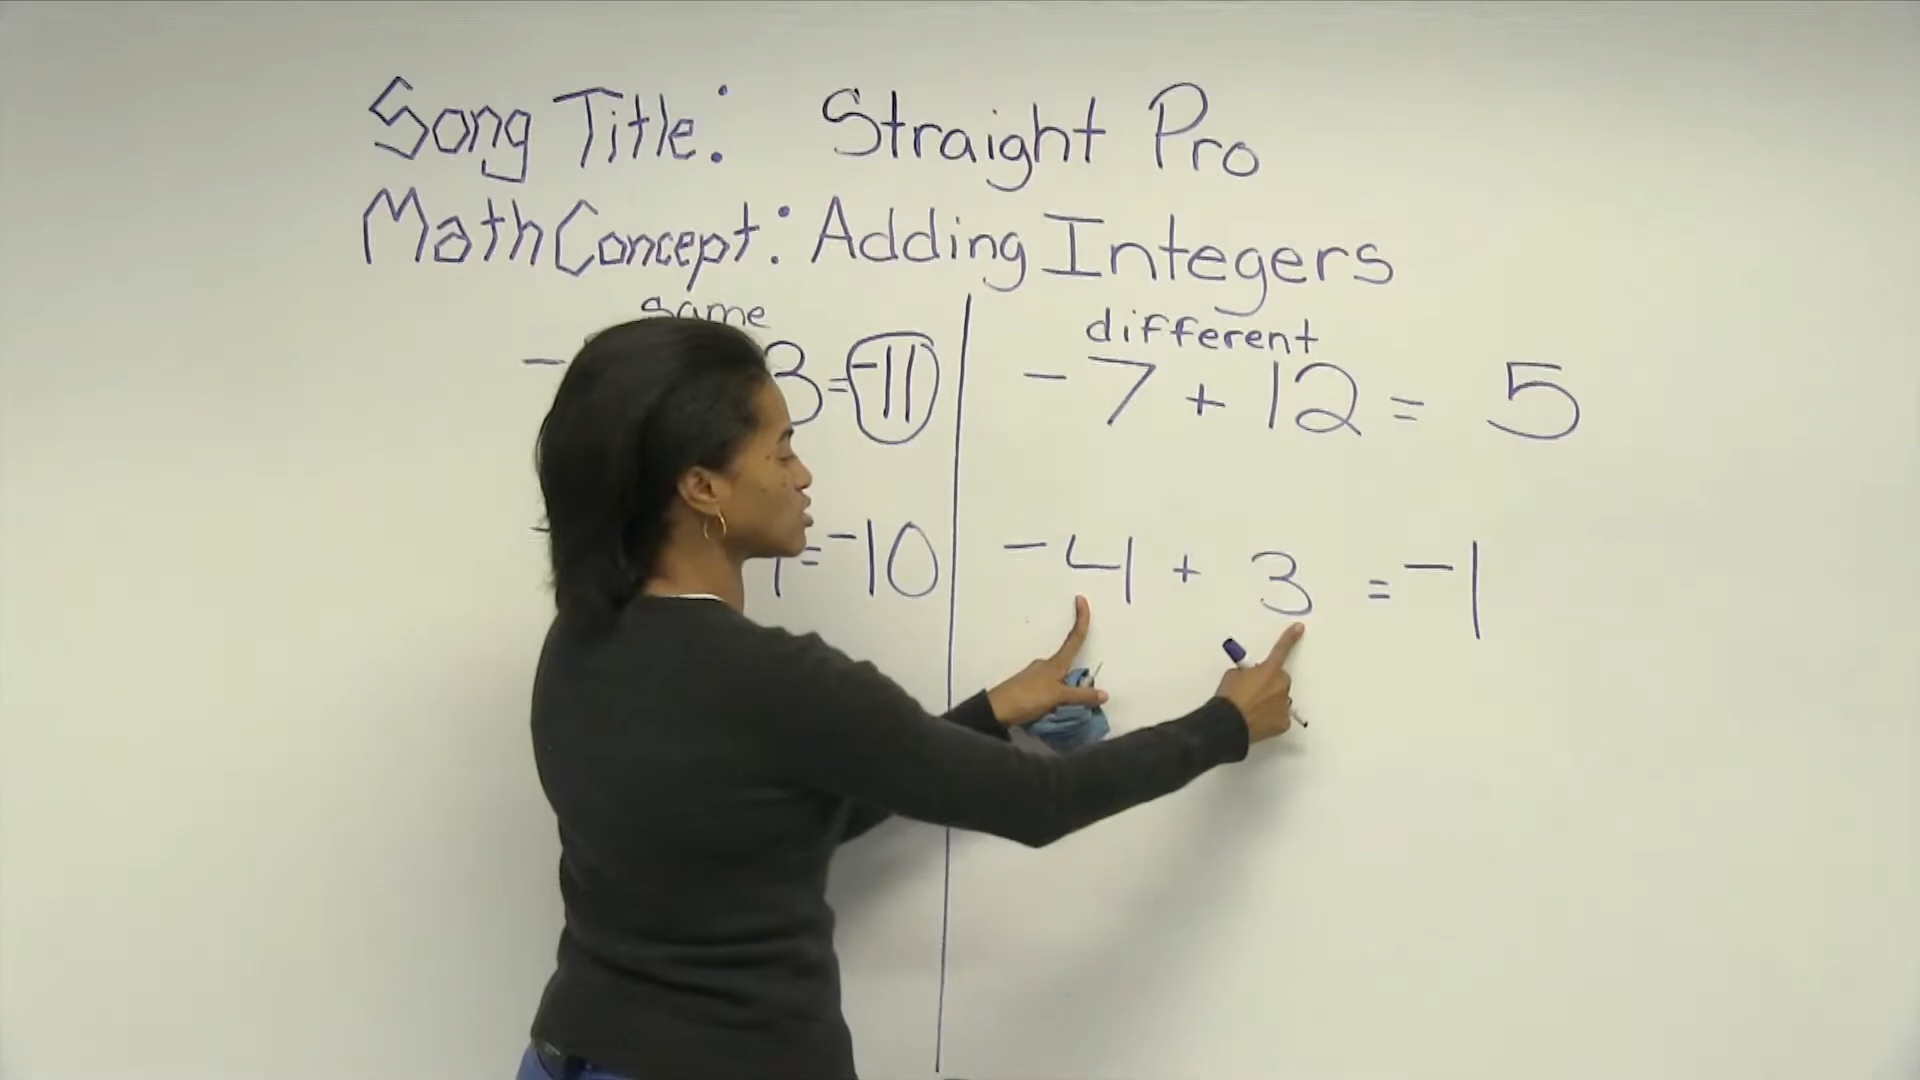 Song Title: Straight Pro
Math Concept: Adding Integers
same
3 = -11
= -10
different
-7 + 12 = 5
-4 + 3 = -1